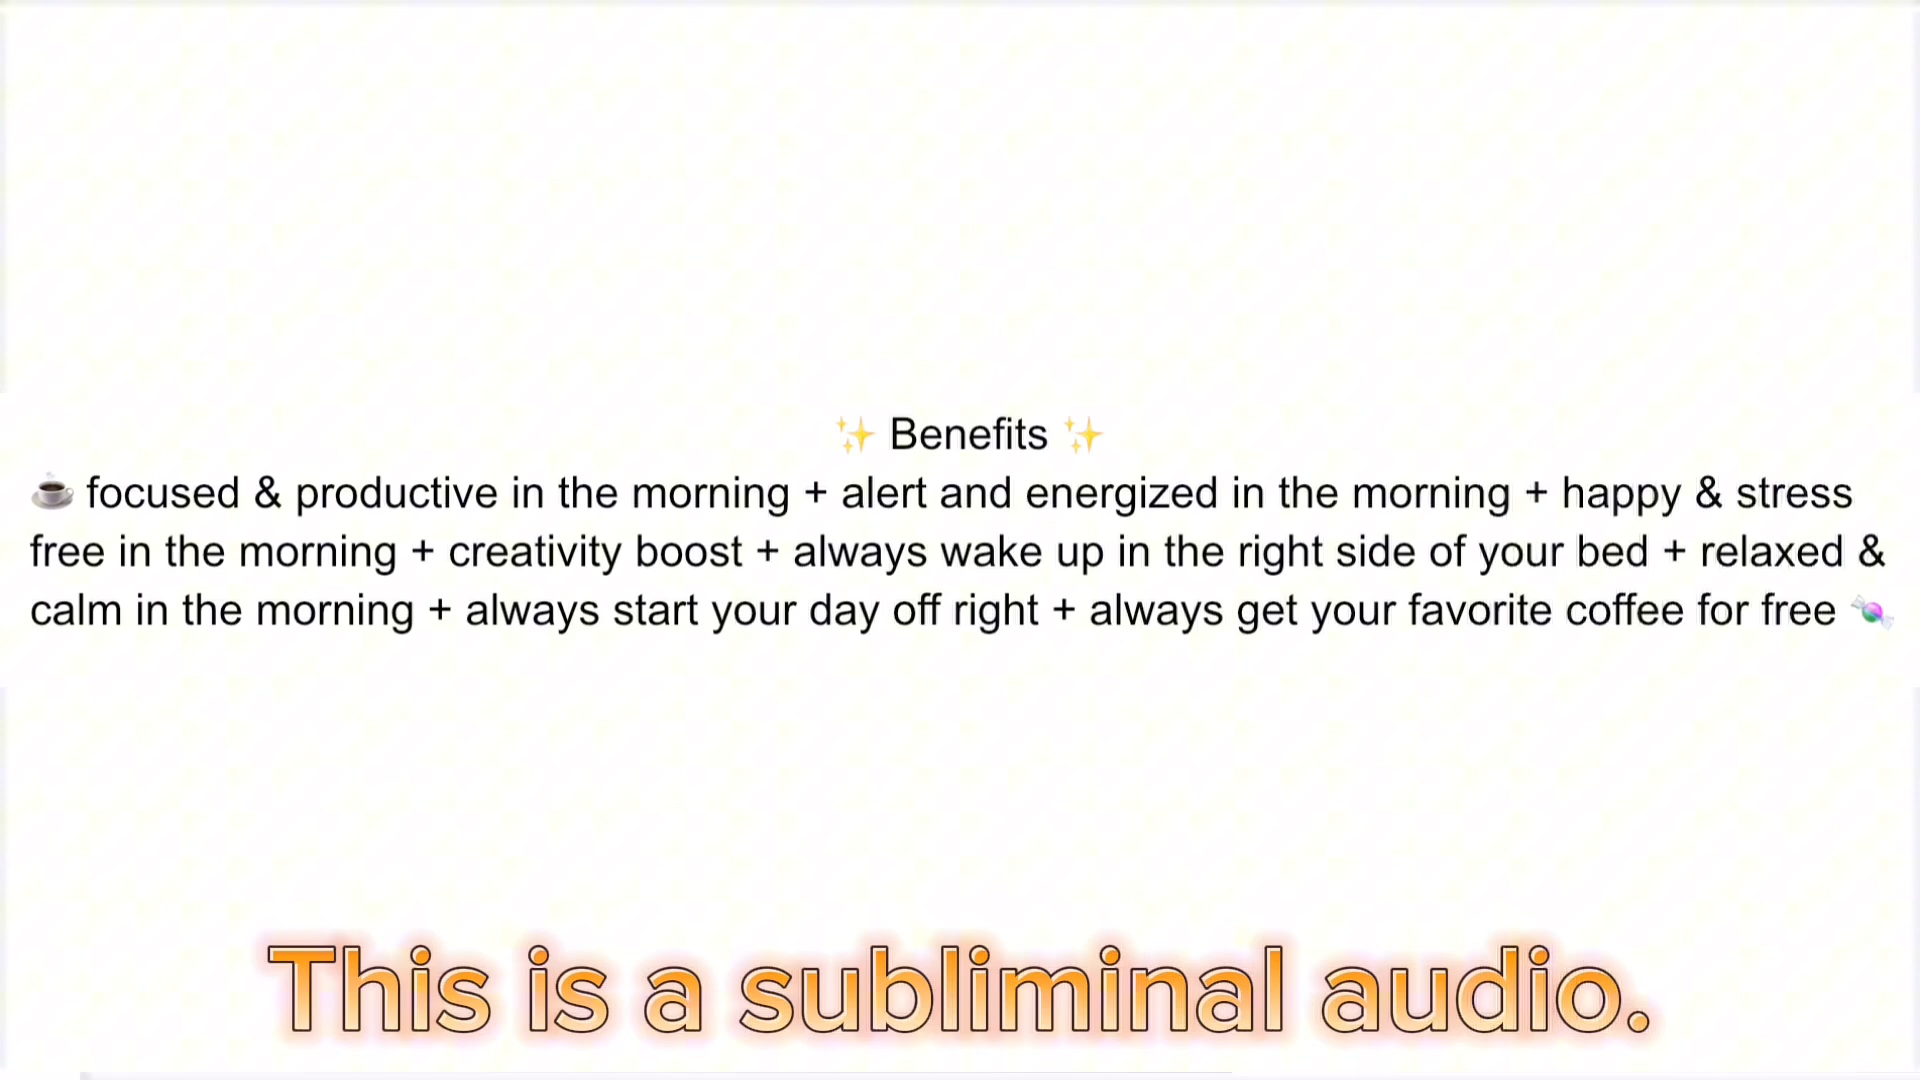 ✨ Benefits ✨
☕ focused & productive in the morning + alert and energized in the morning + happy & stress
free in the morning + creativity boost + always wake up in the right side of your bed + relaxed &
calm in the morning + always start your day off right + always get your favorite coffee for free 🍬
This is a subliminal audio.